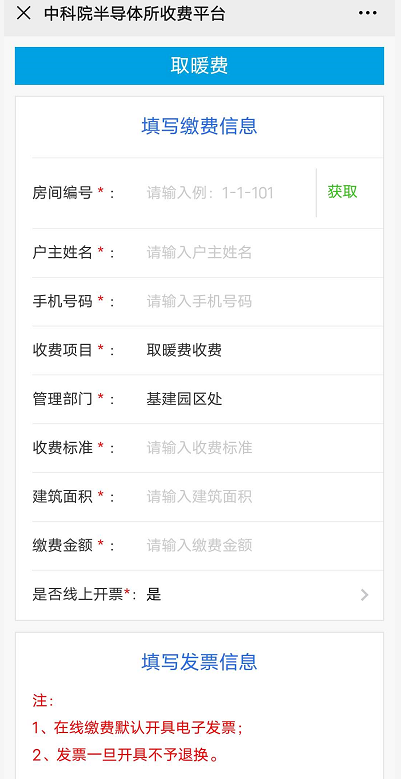 中科院半导体所收费平台
取暖费
填写缴费信息
房间编号 * ： 请输入例：1-1-101 获取
户主姓名 * ： 请输入户主姓名
手机号码 * ： 请输入手机号码
收费项目 * ： 取暖费收费
管理部门 * ： 基建园区处
收费标准 * ： 请输入收费标准
建筑面积 * ： 请输入建筑面积
缴费金额 * ： 请输入缴费金额
是否线上开票*： 是
填写发票信息
注：
1、在线缴费默认开具电子发票；
2、发票一旦开具不予退换。